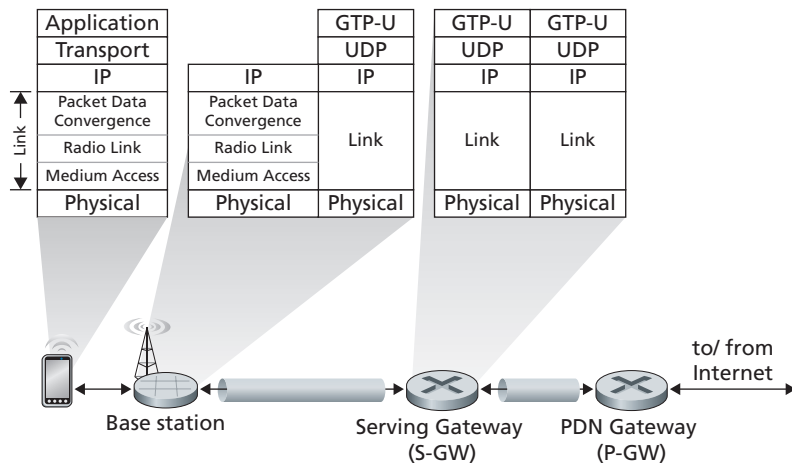 Application
Transport
IP
Packet Data
Convergence
Radio Link
Medium Access
Physical
Link
IP
Packet Data
Convergence
Radio Link
Medium Access
Physical
GTP-U
UDP
IP
Link
Physical
GTP-U
UDP
IP
Link
Physical
GTP-U
UDP
IP
Link
Physical
Base station
Serving Gateway
(S-GW)
PDN Gateway
(P-GW)
to/ from
Internet